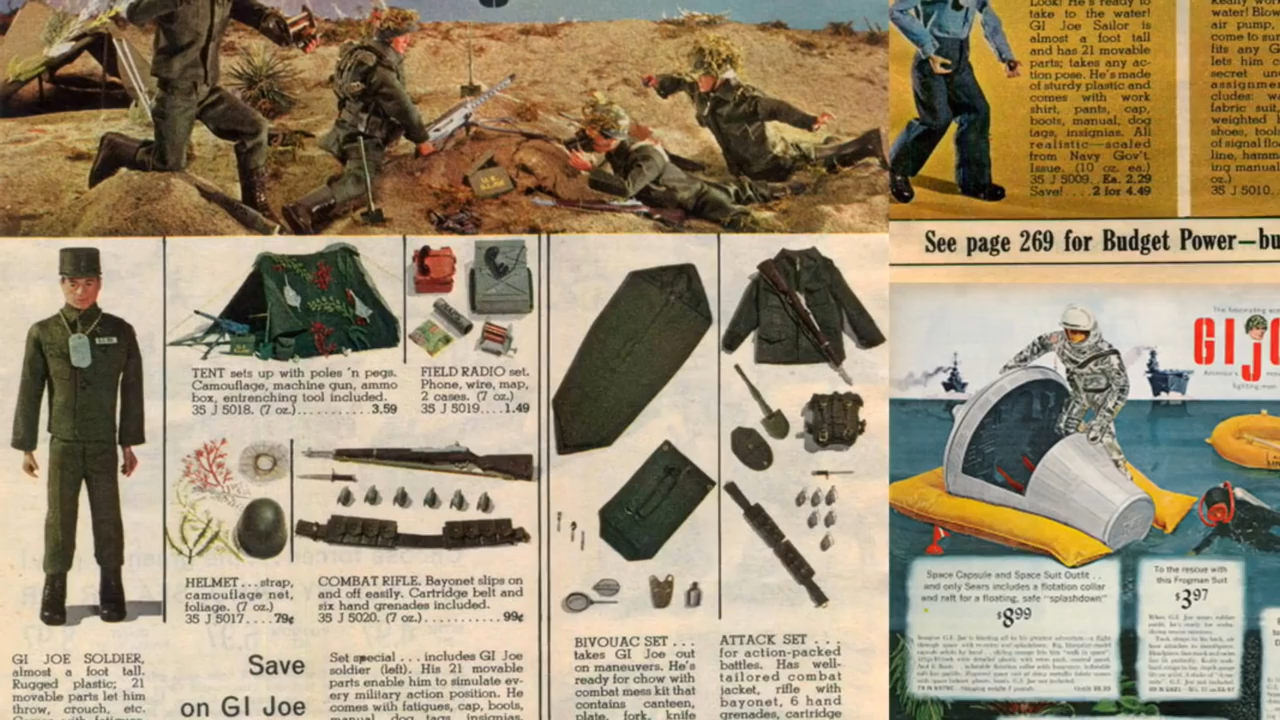 Look! He's ready to
take to the water!
GI Joe Sailor is
almost a foot tall
and has 21 movable
parts; takes any ac-
tion pose. He's made
of sturdy plastic and
comes with work
shirt, pants, cap,
boots, manual, dog
tags, insignias. All
realistic—scaled
from Navy Gov't.
Issue. (10 oz. ea.)
35 J 5009. Ea. 2.29
Save!....2 for 4.49
water! Blow
air pump,
come to sur
fits any G
lets him c
secret un
assignmen
cludes: w
fabric suit,
weighted
shoes, tool
of signal flo
line, hamm
ing manual
oz.)
35 J 5010.
See page 269 for Budget Power—bu
TENT sets up with poles 'n pegs.
Camouflage, machine gun, ammo
box, entrenching tool included.
35 J 5018. (7 oz.)............3.59
FIELD RADIO set.
Phone, wire, map,
2 cases. (7 oz.)
35 J 5019....1.49
HELMET...strap,
camouflage net,
foliage. (7 oz.)
35 J 5017....79¢
COMBAT RIFLE. Bayonet slips on
and off easily. Cartridge belt and
six hand grenades included.
35 J 5020. (7 oz.)............99¢
GI JOE SOLDIER,
almost a foot tall.
Rugged plastic; 21
movable parts let him
throw, crouch, etc.
Save
on GI Joe
Set special...includes GI Joe
soldier (left). His 21 movable
parts enable him to simulate ev-
ery military action position. He
comes with fatigues, cap, boots,
manual, dog tags, insignias,
BIVOUAC SET...
takes GI Joe out
on maneuvers. He's
ready for chow with
combat mess kit that
contains canteen,
plate, fork, knife
ATTACK SET...
for action-packed
battles. Has well-
tailored combat
jacket, rifle with
bayonet, 6 hand
grenades, cartridge
The fascinating
GI J
America's
fighting man
Space Capsule and Space Suit Outfit . .
and only Sears includes a flotation collar
and raft for a floating, safe "splashdown"
$8.99
To the rescue with
this Frogman Suit
$3.97